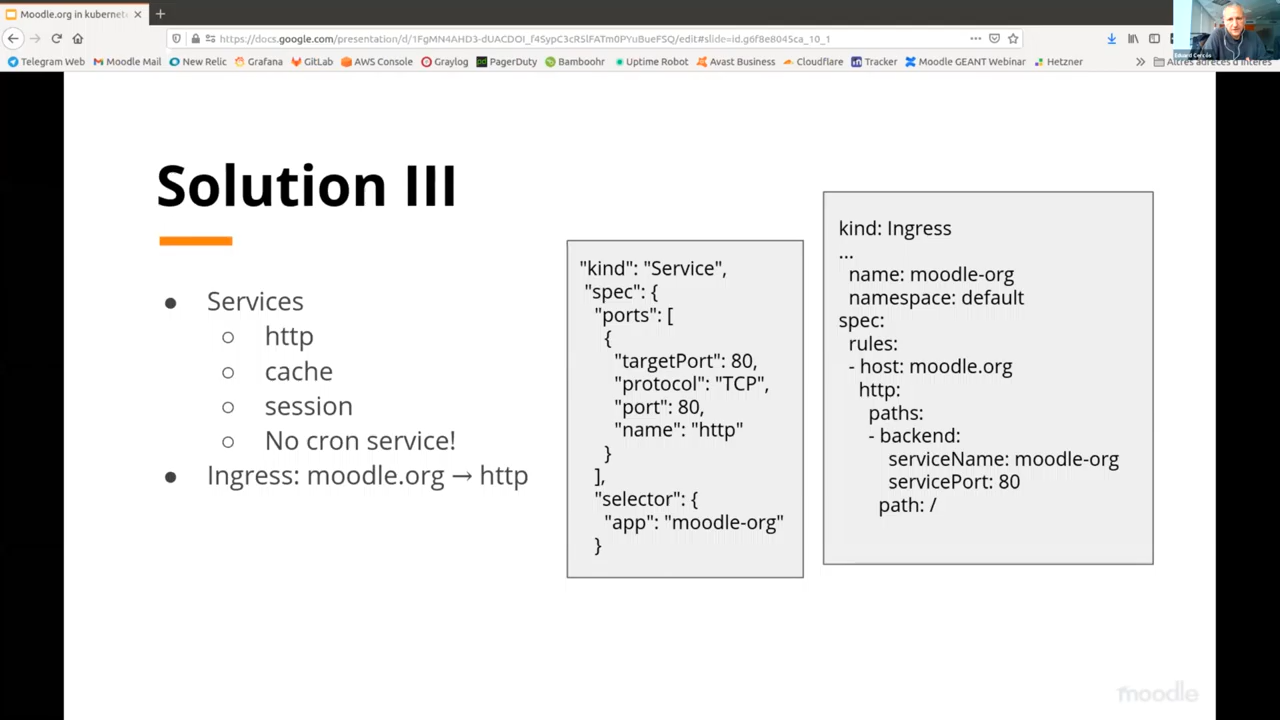 Moodle.org in kubernet
https://docs.google.com/presentation/d/1FgMN4AHD3-dUACDOI_f4SypC3cRSlFATm0PYuBueFSQ/edit#slide=id.g6f8e8045ca_10_1
Telegram Web Moodle Mail New Relic Grafana GitLab AWS Console Graylog PagerDuty Bamboohr Uptime Robot Avast Business Cloudflare Tracker Moodle GEANT Webinar Hetzner Altres adreces d'interès
Solution III
● Services
○ http
○ cache
○ session
○ No cron service!
● Ingress: moodle.org → http
"kind": "Service",
"spec": {
"ports": [
{
"targetPort": 80,
"protocol": "TCP",
"port": 80,
"name": "http"
}
],
"selector": {
"app": "moodle-org"
}
kind: Ingress
...
name: moodle-org
namespace: default
spec:
rules:
- host: moodle.org
http:
paths:
- backend:
serviceName: moodle-org
servicePort: 80
path: /
moodle